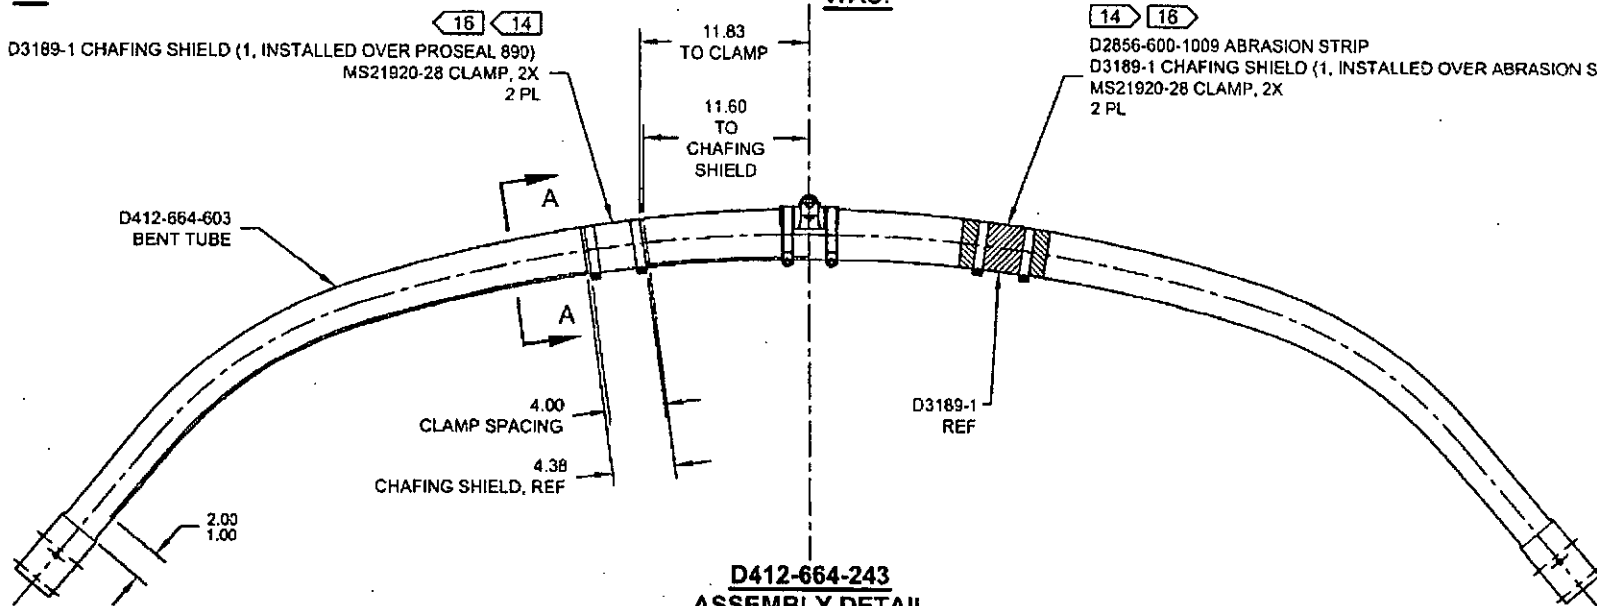 16 14
D3189-1 CHAFING SHIELD (1, INSTALLED OVER PROSEAL 890)
MS21920-28 CLAMP, 2X
2 PL
11.83
TO CLAMP
11.60
TO
CHAFING
SHIELD
14 16
D2856-600-1009 ABRASION STRIP
D3189-1 CHAFING SHIELD (1, INSTALLED OVER ABRASION S
MS21920-28 CLAMP, 2X
2 PL
A
D412-664-603
BENT TUBE
A
4.00
CLAMP SPACING
4.38
CHAFING SHIELD, REF
D3189-1
REF
2.00
1.00
D412-664-243
ASSEMBLY DETAIL